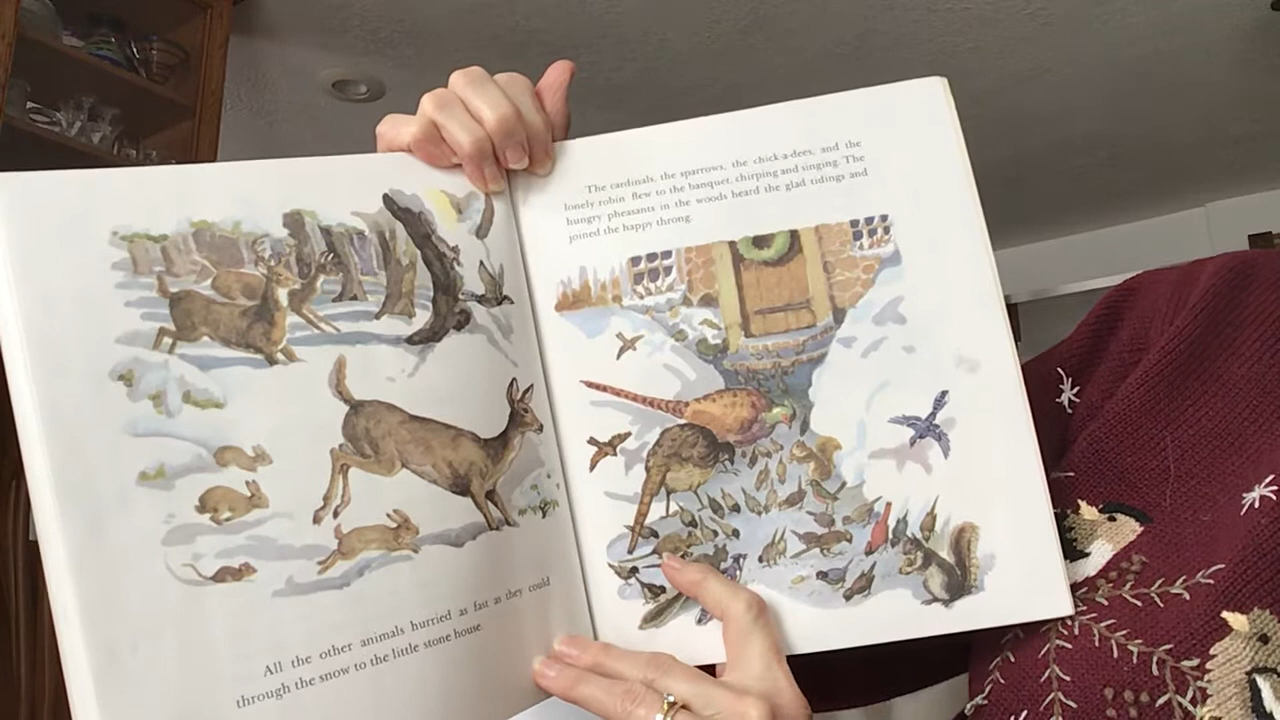 All the other animals hurried as fast as they could
through the snow to the little stone house.
The cardinals, the sparrows, the chick-a-dees, and the
lonely robin flew to the banquet, chirping and singing. The
hungry pheasants in the woods heard the glad tidings and
joined the happy throng.